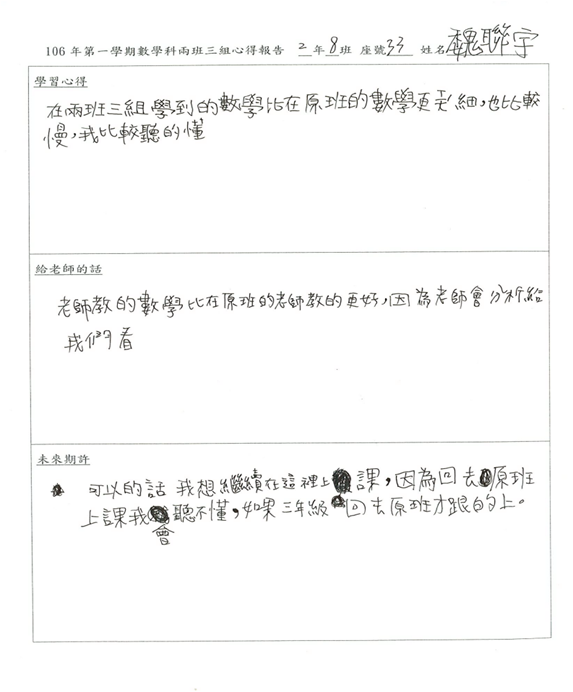 106 年第一學期數學科兩班三組心得報告 2 年 8 班 座號 33 姓名 魏聯宇
學習心得
在兩班三組學到的數學比在原班的數學更仔細,也比較
慢,我比較聽的懂
給老師的話
老師教的數學比在原班的老師教的更好,因為老師會分析給
我們看
未來期許
可以的話 我想繼續在這裡上課,因為回去原班
上課我會聽不懂,如果三年級回去原班才跟的上。